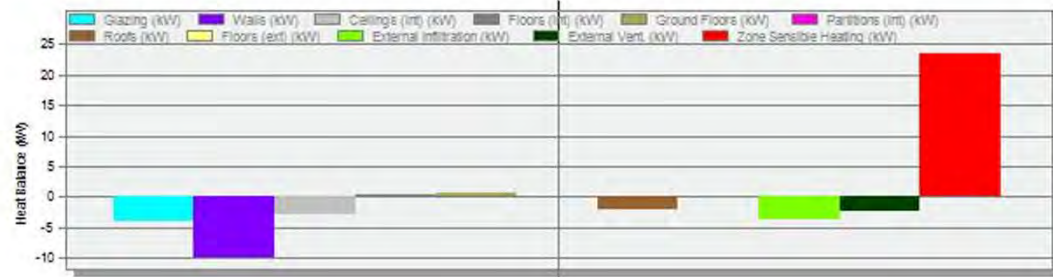 Glazing (kW) Walls (kW) Ceilings (int) (kW) Floors (int) (kW) Ground Floors (kW) Partitions (int) (kW)
Roofs (kW) Floors (ext) (kW) External Infiltration (kW) External Vent. (kW) Zone Sensible Heating (kW)
Heat Balance (kW)
25
20
15
10
5
0
-5
-10